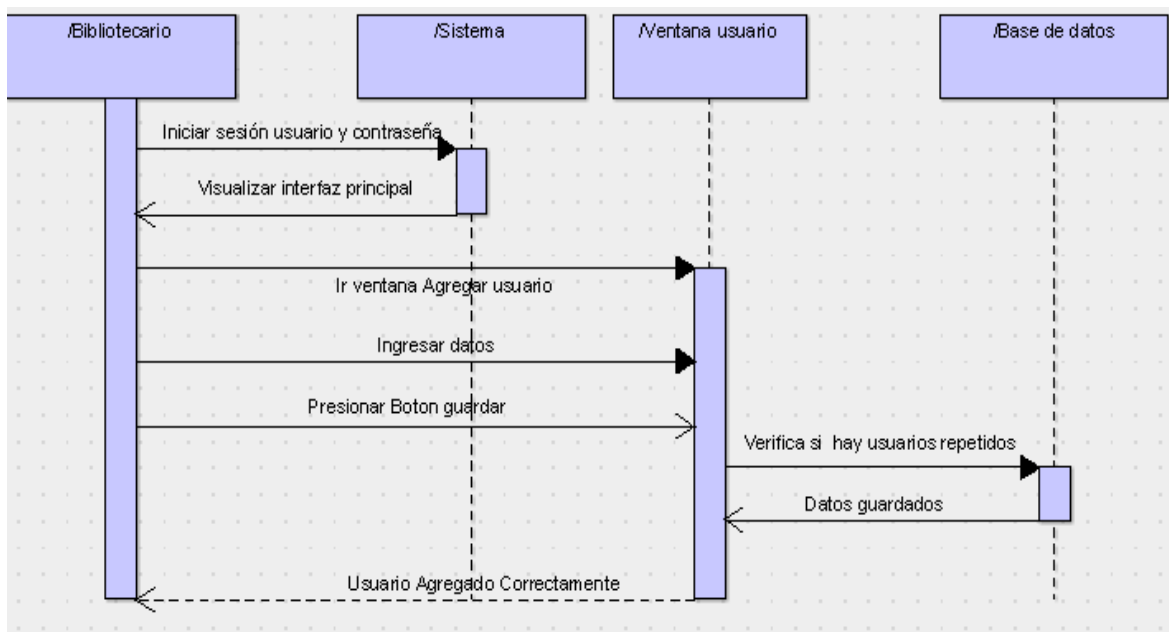 /Bibliotecario
/Sistema
/Ventana usuario
/Base de datos
Iniciar sesión usuario y contraseña
Visualizar interfaz principal
Ir ventana Agregar usuario
Ingresar datos
Presionar Boton guardar
Verifica si hay usuarios repetidos
Datos guardados
Usuario Agregado Correctamente